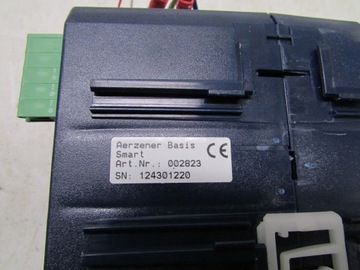 Aerzener Basis
Smart
Art.Nr.: 002823
SN: 124301220
CE